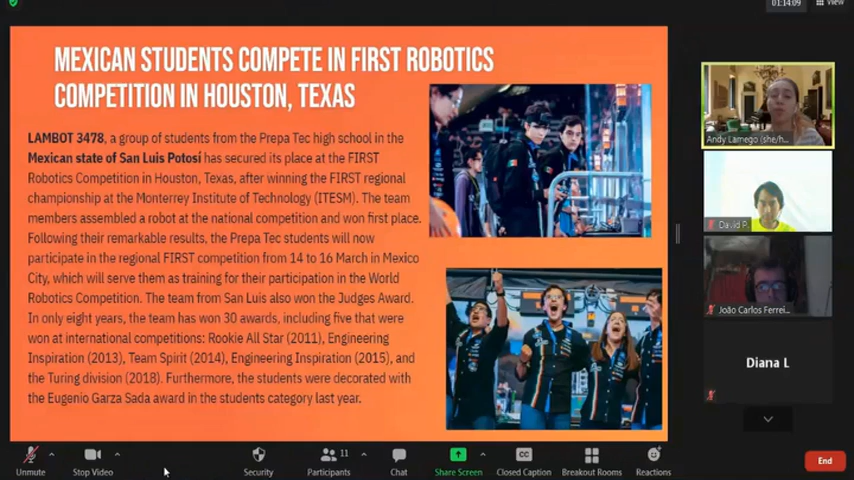 01:14:09
View
MEXICAN STUDENTS COMPETE IN FIRST ROBOTICS
COMPETITION IN HOUSTON, TEXAS
LAMBOT 3478, a group of students from the Prepa Tec high school in the
Mexican state of San Luis Potosí has secured its place at the FIRST
Robotics Competition in Houston, Texas, after winning the FIRST regional
championship at the Monterrey Institute of Technology (ITESM). The team
members assembled a robot at the national competition and won first place.
Following their remarkable results, the Prepa Tec students will now
participate in the regional FIRST competition from 14 to 16 March in Mexico
City, which will serve them as training for their participation in the World
Robotics Competition. The team from San Luis also won the Judges Award.
In only eight years, the team has won 30 awards, including five that were
won at international competitions: Rookie All Star (2011), Engineering
Inspiration (2013), Team Spirit (2014), Engineering Inspiration (2015), and
the Turing division (2018). Furthermore, the students were decorated with
the Eugenio Garza Sada award in the students category last year.
Andy Lamego (she/h...
David P.
João Carlos Ferrei...
Diana L
Unmute
Stop Video
Security
Participants
11
Chat
Share Screen
CC
Closed Caption
Breakout Rooms
Reactions
End